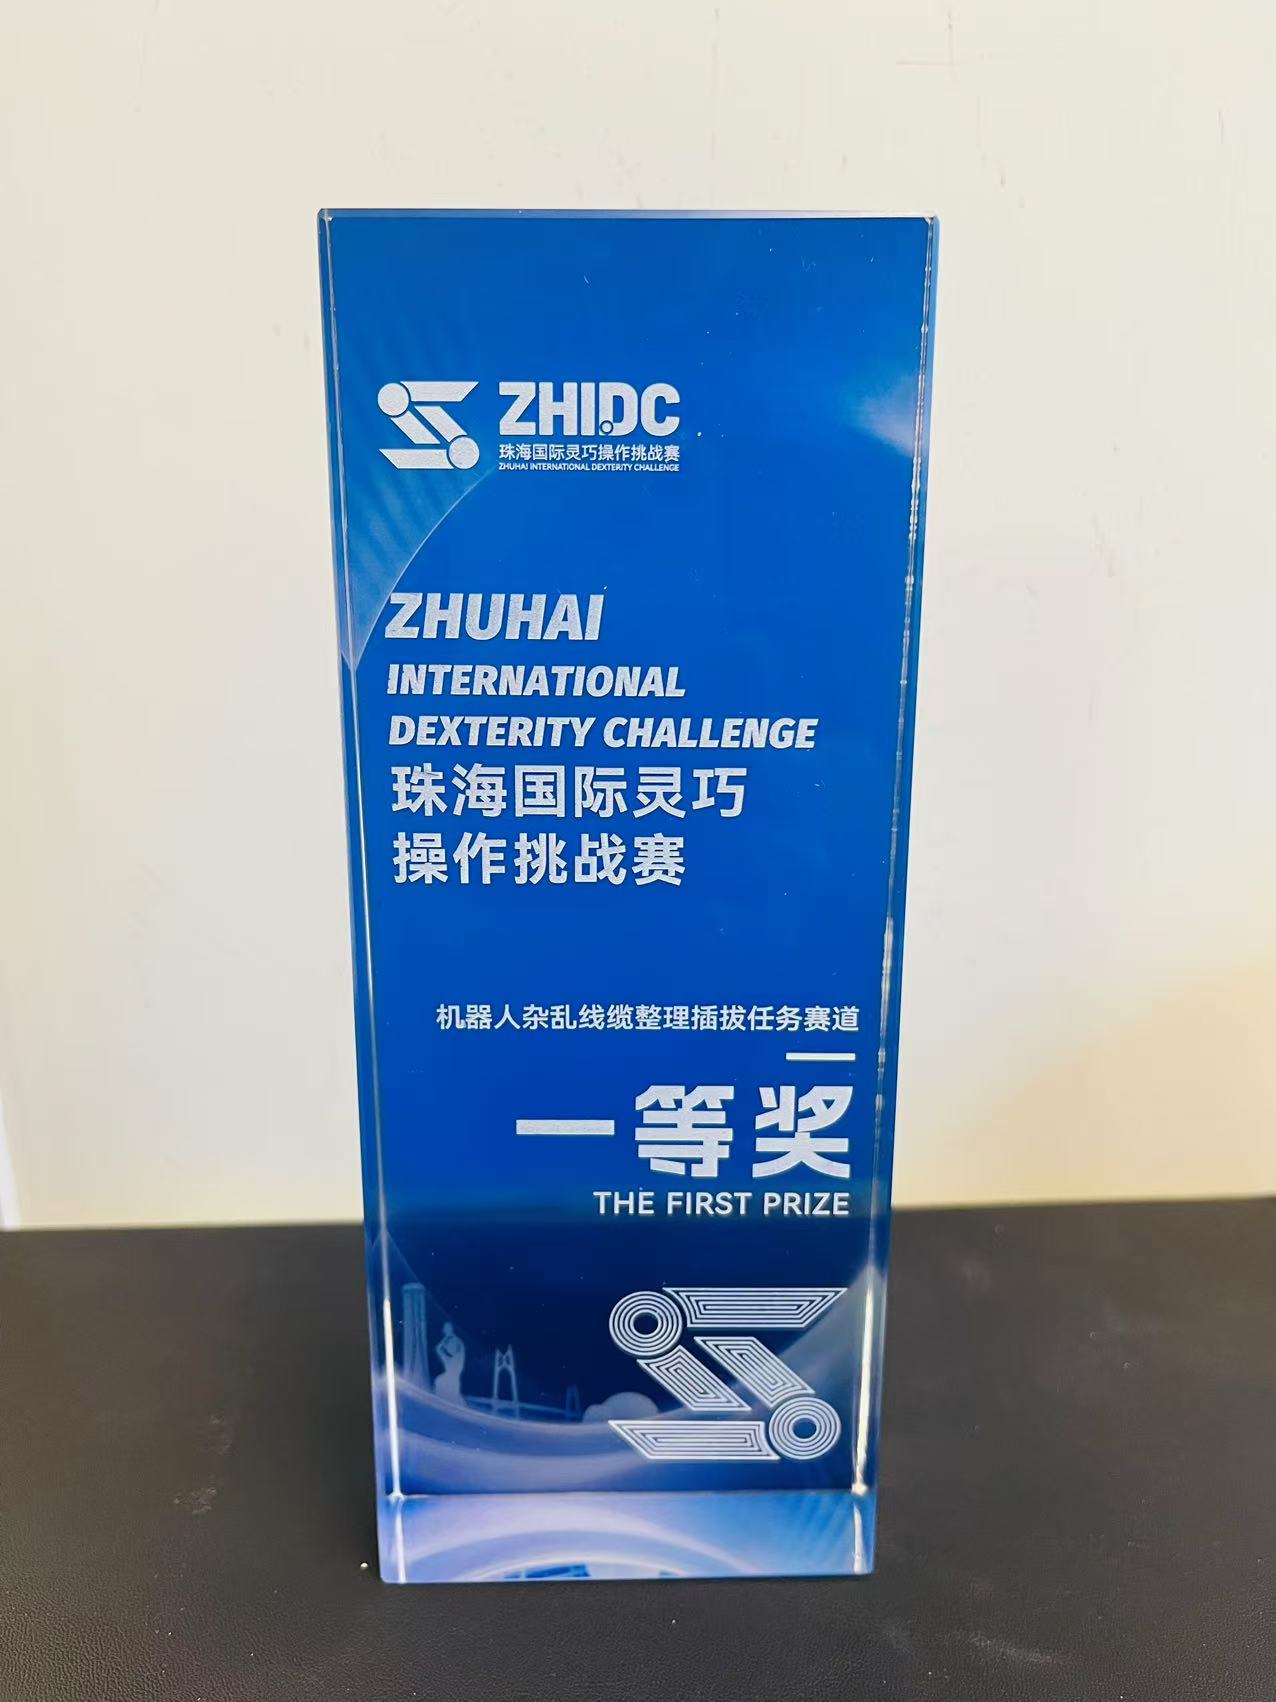 ZHIDC
珠海国际灵巧操作挑战赛
ZHUHAI INTERNATIONAL DEXTERITY CHALLENGE
ZHUHAI
INTERNATIONAL
DEXTERITY CHALLENGE
珠海国际灵巧
操作挑战赛
机器人杂乱线缆整理插拔任务赛道
一等奖
THE FIRST PRIZE